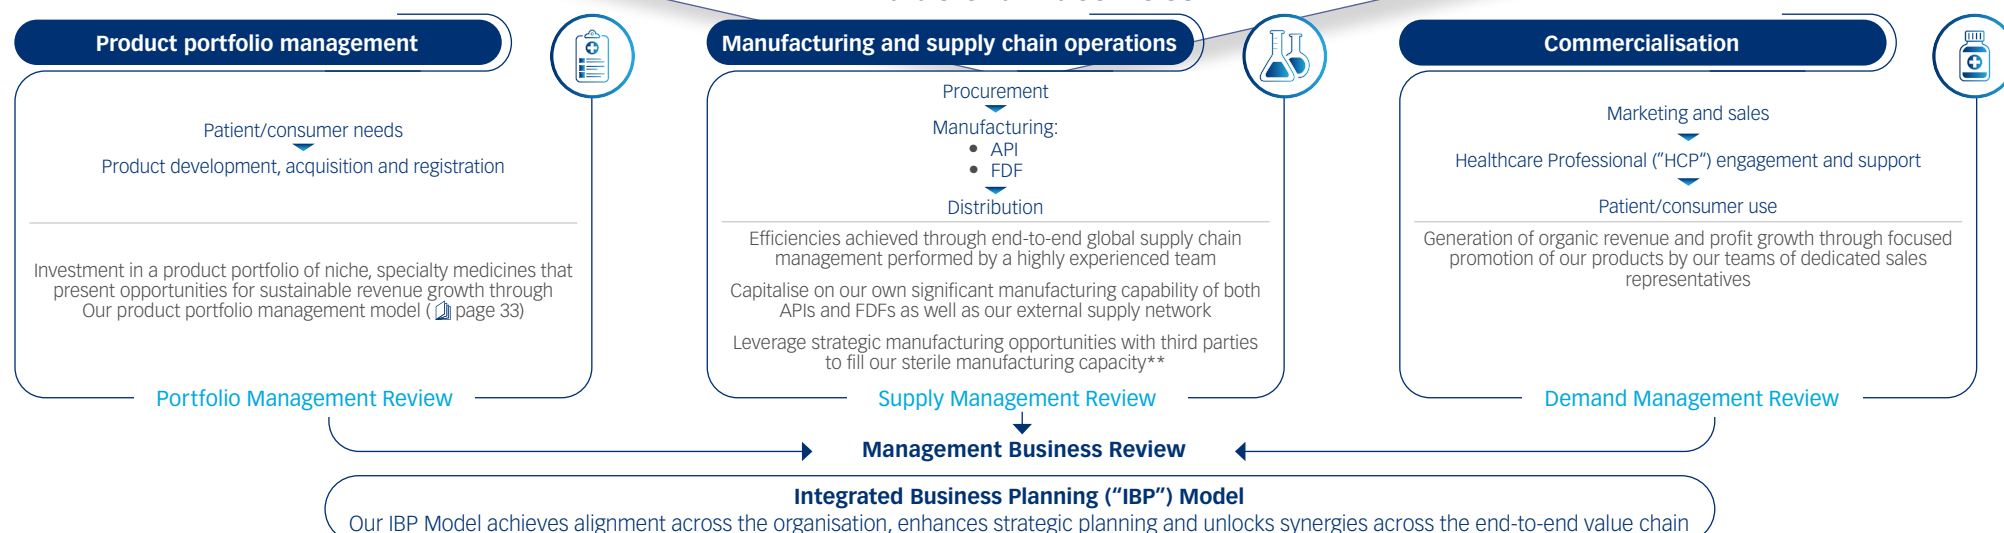 Product portfolio management
Patient/consumer needs
Product development, acquisition and registration
Investment in a product portfolio of niche, specialty medicines that
present opportunities for sustainable revenue growth through
Our product portfolio management model ( page 33)
Portfolio Management Review
Manufacturing and supply chain operations
Procurement
Manufacturing:
• API
• FDF
Distribution
Efficiencies achieved through end-to-end global supply chain
management performed by a highly experienced team
Capitalise on our own significant manufacturing capability of both
APIs and FDFs as well as our external supply network
Leverage strategic manufacturing opportunities with third parties
to fill our sterile manufacturing capacity**
Supply Management Review
Commercialisation
Marketing and sales
Healthcare Professional ("HCP") engagement and support
Patient/consumer use
Generation of organic revenue and profit growth through focused
promotion of our products by our teams of dedicated sales
representatives
Demand Management Review
Management Business Review
Integrated Business Planning (“IBP”) Model
Our IBP Model achieves alignment across the organisation, enhances strategic planning and unlocks synergies across the end-to-end value chain